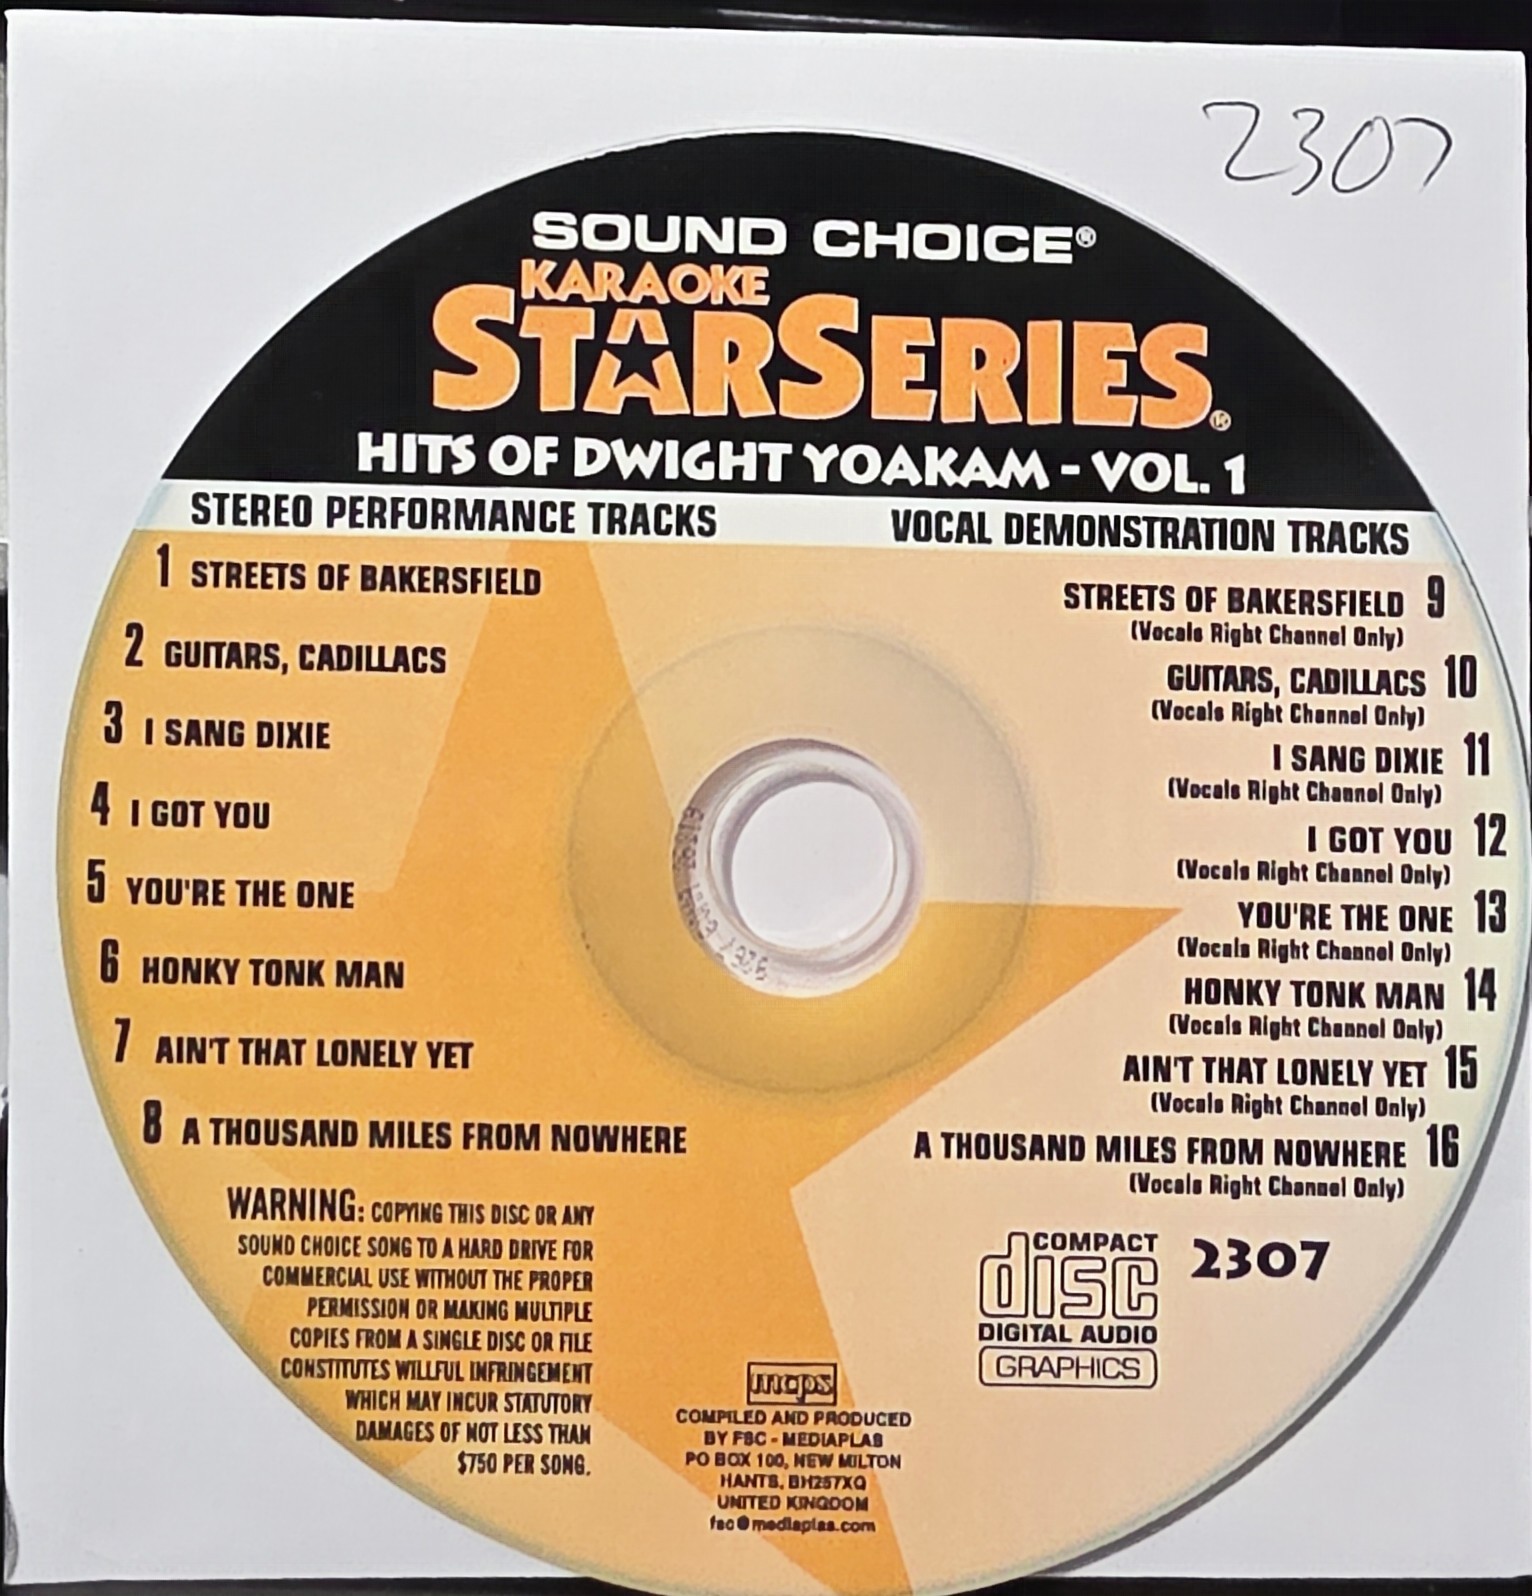 2307
SOUND CHOICE®
KARAOKE
STARSERIES®
HITS OF DWIGHT YOAKAM - VOL. 1
STEREO PERFORMANCE TRACKS
1 STREETS OF BAKERSFIELD
2 GUITARS, CADILLACS
3 I SANG DIXIE
4 I GOT YOU
5 YOU'RE THE ONE
6 HONKY TONK MAN
7 AIN'T THAT LONELY YET
8 A THOUSAND MILES FROM NOWHERE
VOCAL DEMONSTRATION TRACKS
STREETS OF BAKERSFIELD 9
(Vocals Right Channel Only)
GUITARS, CADILLACS 10
(Vocals Right Channel Only)
I SANG DIXIE 11
(Vocals Right Channel Only)
I GOT YOU 12
(Vocals Right Channel Only)
YOU'RE THE ONE 13
(Vocals Right Channel Only)
HONKY TONK MAN 14
(Vocals Right Channel Only)
AIN'T THAT LONELY YET 15
(Vocals Right Channel Only)
A THOUSAND MILES FROM NOWHERE 16
(Vocals Right Channel Only)
WARNING: COPYING THIS DISC OR ANY
SOUND CHOICE SONG TO A HARD DRIVE FOR
COMMERCIAL USE WITHOUT THE PROPER
PERMISSION OR MAKING MULTIPLE
COPIES FROM A SINGLE DISC OR FILE
CONSTITUTES WILLFUL INFRINGEMENT
WHICH MAY INCUR STATUTORY
DAMAGES OF NOT LESS THAN
$750 PER SONG.
mcps
COMPILED AND PRODUCED
BY FSC - MEDIAPLAS
PO BOX 100, NEW MILTON
HANTS, BH257XQ
UNITED KINGDOM
fsc@mediaplas.com
COMPACT
disc
DIGITAL AUDIO
GRAPHICS
2307